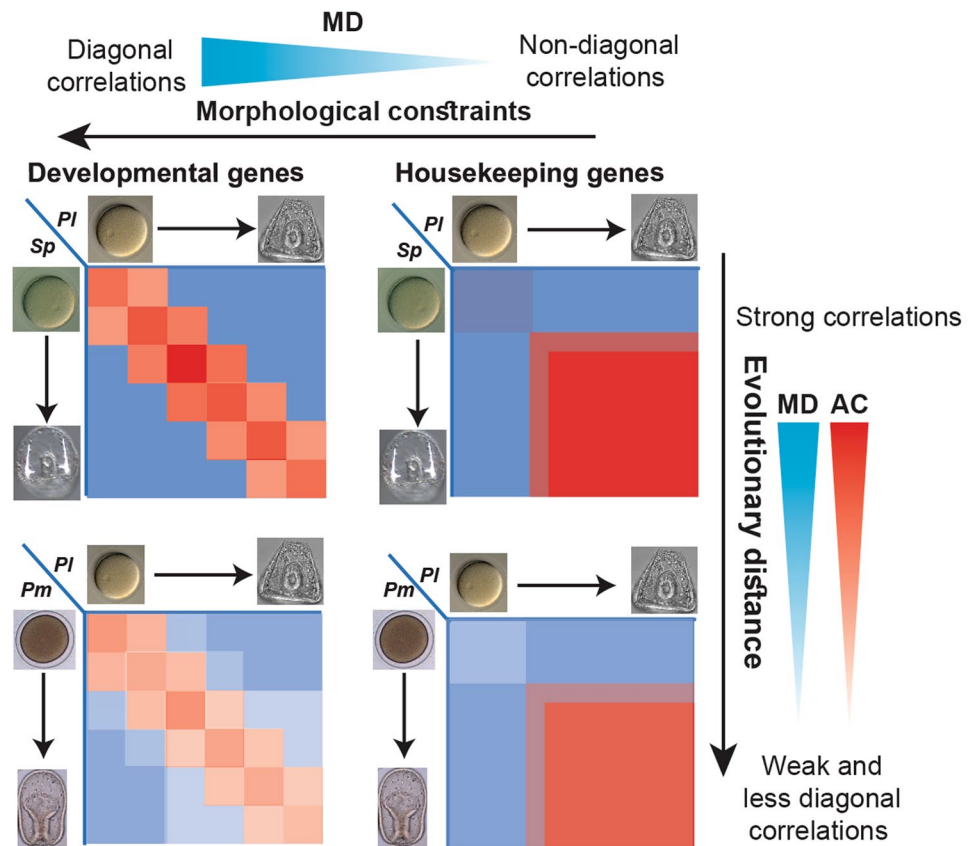 MD
Diagonal
correlations
Non-diagonal
correlations
Morphological constraints
Developmental genes
Housekeeping genes
Pl
Sp
Pl
Sp
Strong correlations
Evolutionary distance
MD
AC
Pl
Pm
Pl
Pm
Weak and
less diagonal
correlations